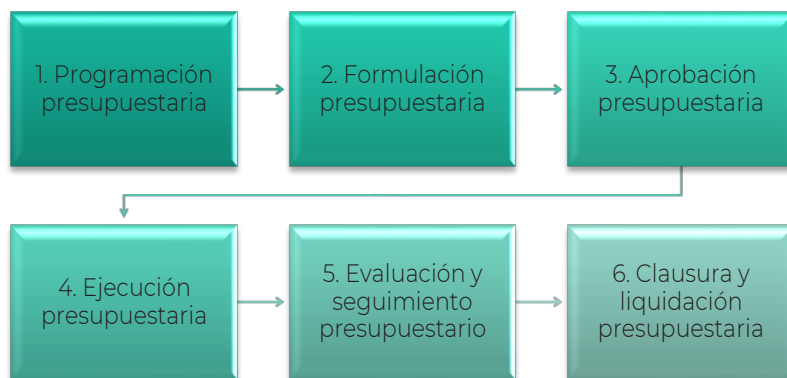 1. Programación
presupuestaria
2. Formulación
presupuestaria
3. Aprobación
presupuestaria
4. Ejecución
presupuestaria
5. Evaluación y
seguimiento
presupuestario
6. Clausura y
liquidación
presupuestaria